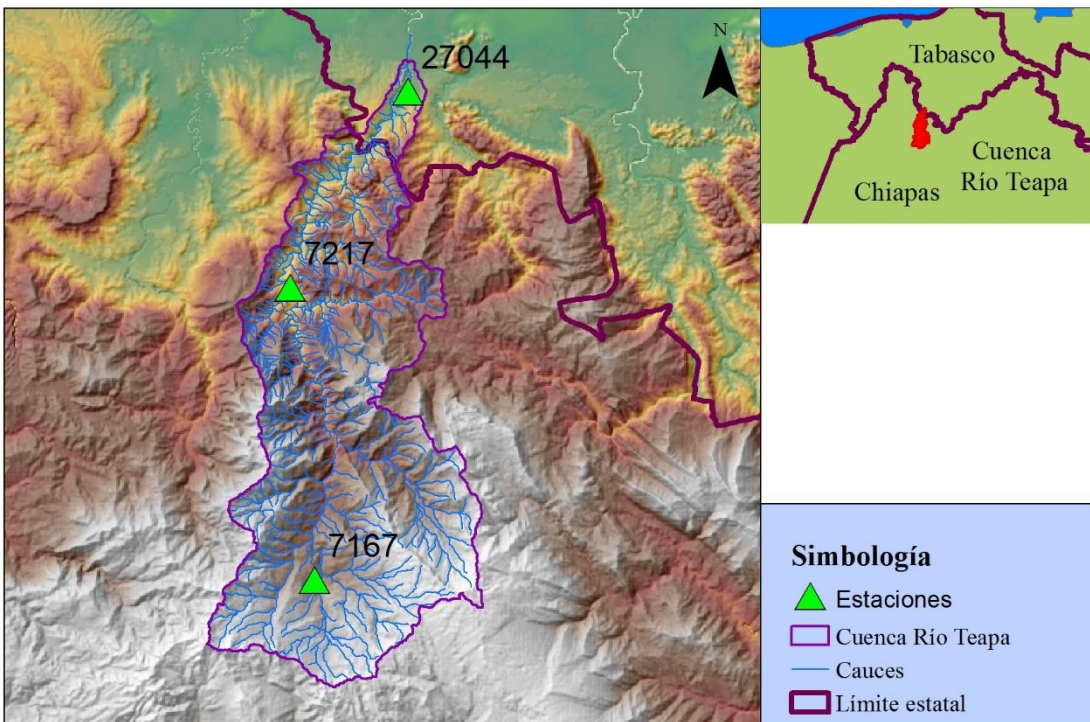 27044
N
7217
7167
Tabasco
Cuenca
Río Teapa
Chiapas
Simbología
Estaciones
Cuenca Río Teapa
Cauces
Límite estatal